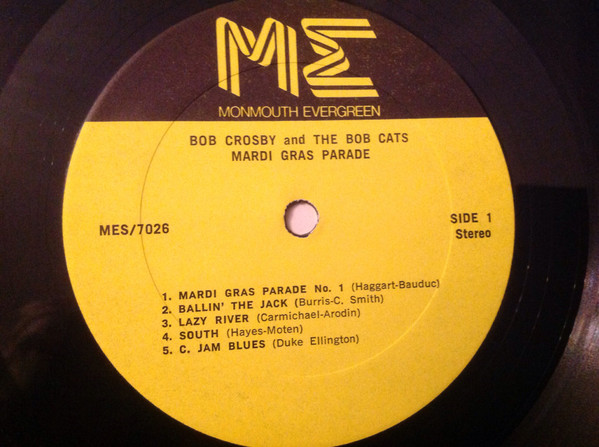 ME
MONMOUTH EVERGREEN
BOB CROSBY and THE BOB CATS
MARDI GRAS PARADE
MES/7026
SIDE 1
Stereo
1. MARDI GRAS PARADE No. 1 (Haggart-Bauduc)
2. BALLIN' THE JACK (Burris-C. Smith)
3. LAZY RIVER (Carmichael-Arodin)
4. SOUTH (Hayes-Moten)
5. C. JAM BLUES (Duke Ellington)